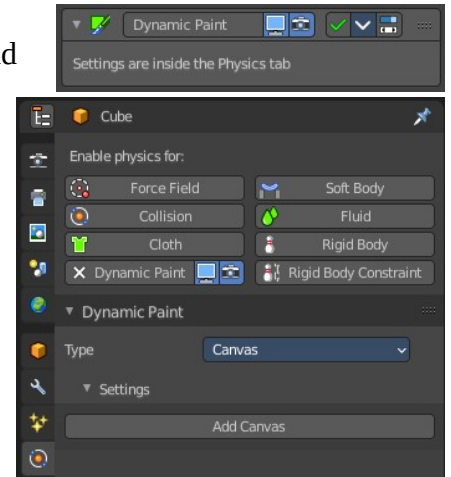 Dynamic Paint
Settings are inside the Physics tab
Cube
Enable physics for:
Force Field Soft Body
Collision Fluid
Cloth Rigid Body
Dynamic Paint Rigid Body Constraint
Dynamic Paint
Type Canvas
Settings
Add Canvas